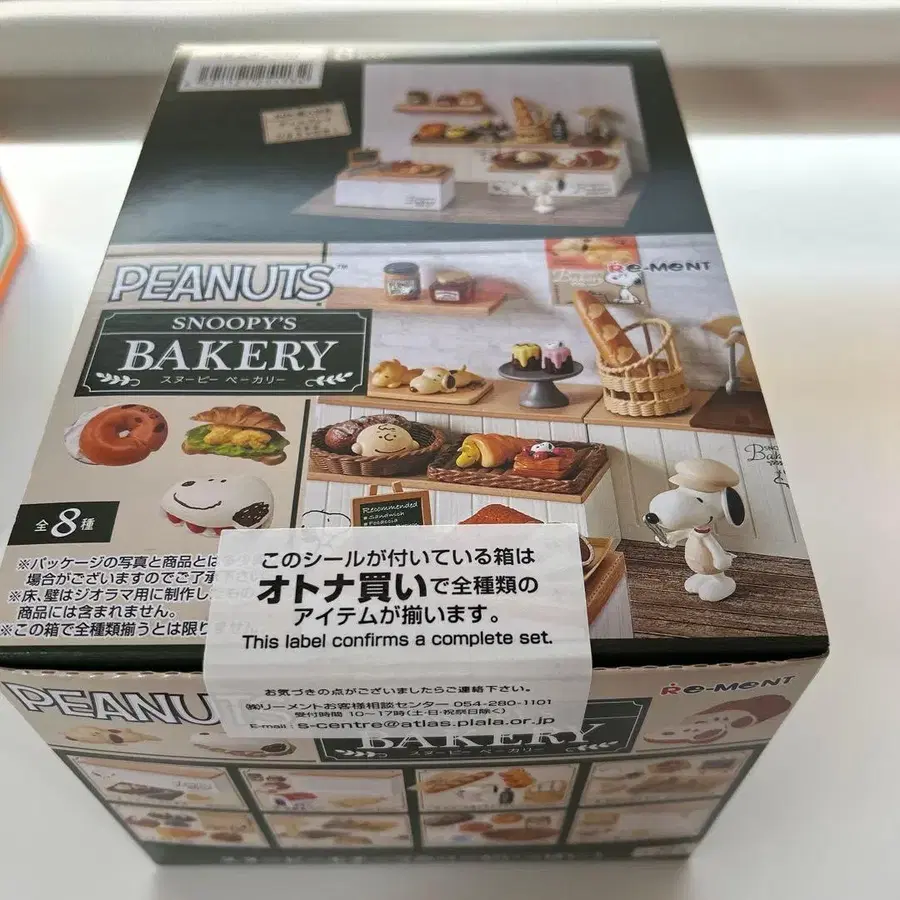 PEANUTS™
RE-MENT
SNOOPY'S
BAKERY
スヌーピー ベーカリー
全8種
Recommended
Sandwich
Focaccia
※パッケージの写真と商品とは
場合がございますのでご了承下さい
※床、壁はジオラマ用に制作したもの
商品には含まれません。
※この箱で全種類揃うとは限りません
このシールが付いている箱は
オトナ買いで全種類の
アイテムが揃います。
This label confirms a complete set.
お気づきの点がございましたらご連絡下さい。
㈱リーメントお客様相談センター 054-280-1101
受付時間 10〜17時(土・日・祝祭日除く)
E-mail : s-centre@atlas.plala.or.jp
PEANUTS
RE-MENT
BAKERY
スヌーピー ベーカリー